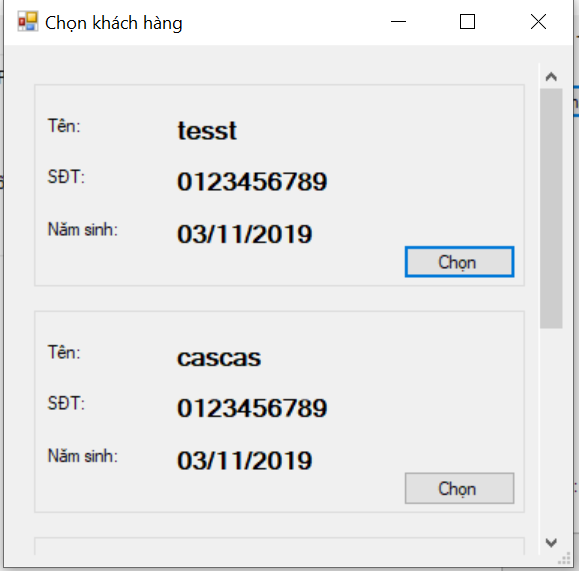 Chọn khách hàng
Tên: tesst
SĐT: 0123456789
Năm sinh: 03/11/2019
Chọn
Tên: cascas
SĐT: 0123456789
Năm sinh: 03/11/2019
Chọn